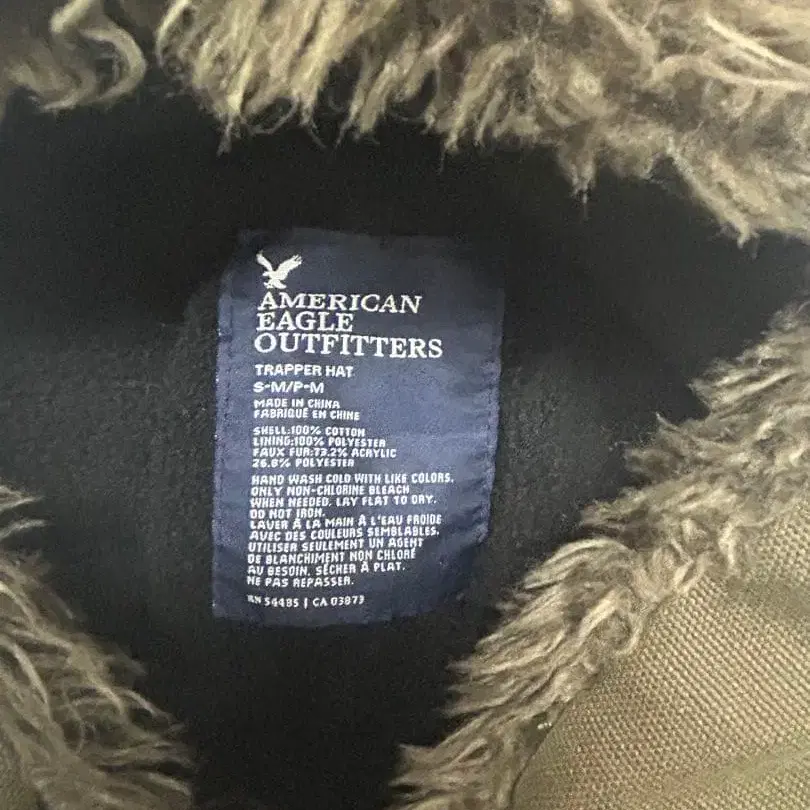 AMERICAN
EAGLE
OUTFITTERS
TRAPPER HAT
S-M/P-M
MADE IN CHINA
FABRIQUÉ EN CHINE
SHELL:100% COTTON
LINING:100% POLYESTER
FAUX FUR:73.2% ACRYLIC
26.8% POLYESTER
HAND WASH COLD WITH LIKE COLORS.
ONLY NON-CHLORINE BLEACH
WHEN NEEDED. LAY FLAT TO DRY.
DO NOT IRON.
LAVER À LA MAIN À L'EAU FROIDE
AVEC DES COULEURS SEMBLABLES.
UTILISER SEULEMENT UN AGENT
DE BLANCHIMENT NON CHLORÉ
AU BESOIN. SÉCHER À PLAT.
NE PAS REPASSER.
RN 54485 | CA 03873